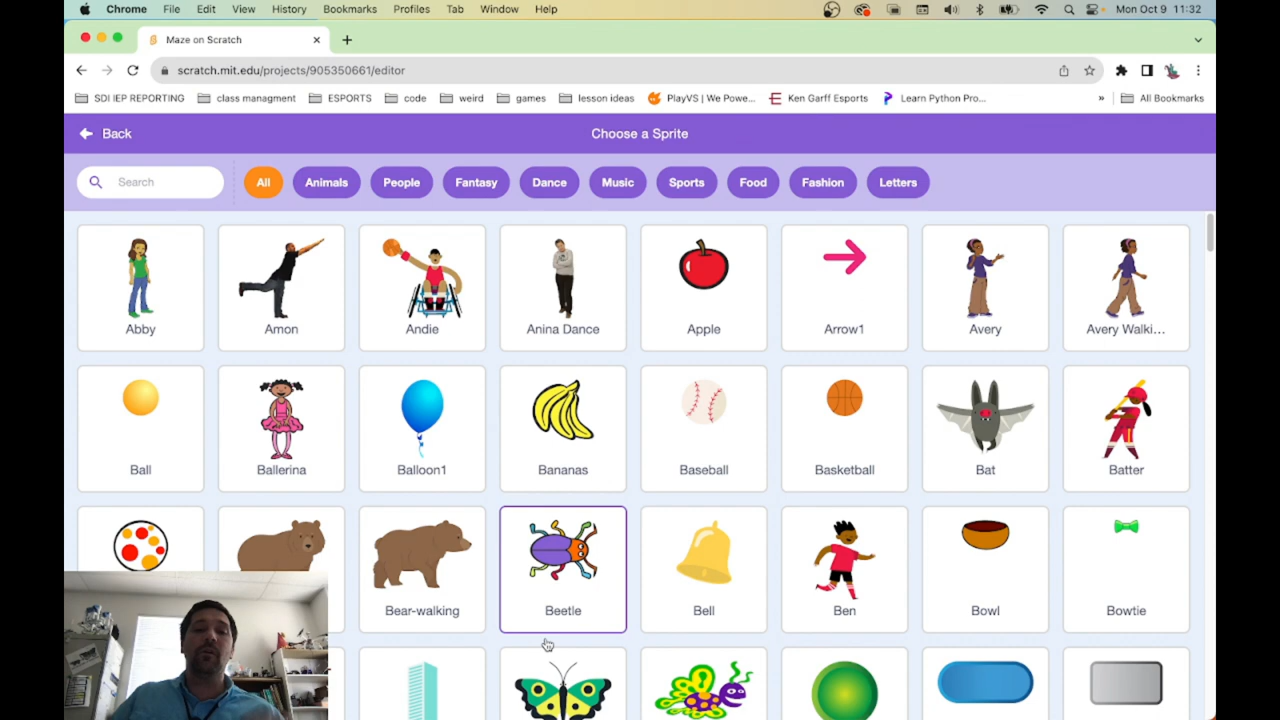 Chrome File Edit View History Bookmarks Profiles Tab Window Help Mon Oct 9 11:32
Maze on Scratch
scratch.mit.edu/projects/905350661/editor
SDI IEP REPORTING class managment ESPORTS code weird games lesson ideas PlayVS | We Powe... Ken Garff Esports Learn Python Pro... » All Bookmarks
Back Choose a Sprite
Search All Animals People Fantasy Dance Music Sports Food Fashion Letters
Abby Amon Andie Anina Dance Apple Arrow1 Avery Avery Walki...
Ball Ballerina Balloon1 Bananas Baseball Basketball Bat Batter
Bear-walking Beetle Bell Ben Bowl Bowtie